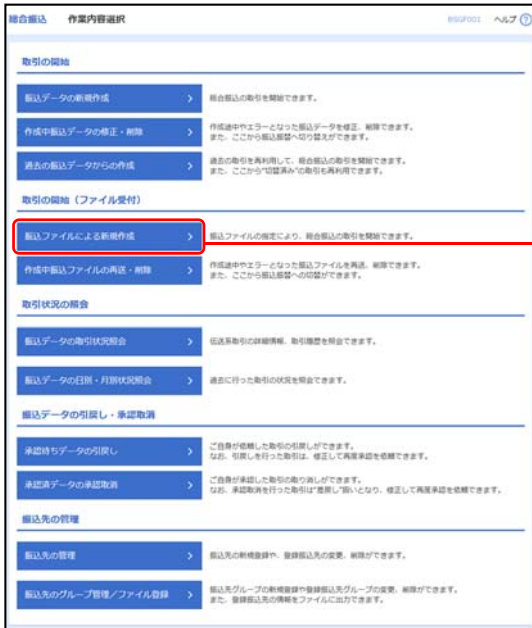 総合振込 作業内容選択 BSGF001 ヘルプ ?
取引の開始
振込データの新規作成 総合振込の取引を開始できます。
作成中振込データの修正・削除 作成途中やエラーとなった振込データを修正、削除できます。
また、ここから振込振替へ切り替えができます。
過去の振込データからの作成 過去の取引を再利用して、総合振込の取引を開始できます。
また、ここから"切替済み"の取引も再利用できます。
取引の開始（ファイル受付）
振込ファイルによる新規作成 振込ファイルの指定により、総合振込の取引を開始できます。
作成中振込ファイルの再送・削除 作成途中やエラーとなった振込ファイルを再送、削除できます。
また、ここから振込振替への切替ができます。
取引状況の照会
振込データの取引状況照会 伝送系取引の詳細情報、取引履歴を照会できます。
振込データの日別・月別状況照会 過去に行った取引の状況を照会できます。
振込データの引戻し・承認取消
承認待ちデータの引戻し ご自身が依頼した取引の引戻しができます。
なお、引戻しを行った取引は、修正して再度承認を依頼できます。
承認済データの承認取消 ご自身が承認した取引の取り消しができます。
なお、承認取消を行った取引は"差戻し"扱いとなり、修正して再度承認を依頼できます。
振込先の管理
振込先の管理 振込先の新規登録や、登録振込先の変更、削除ができます。
振込先のグループ管理／ファイル登録 振込先グループの新規登録や登録振込先グループの変更、削除ができます。
また、登録振込先の情報をファイルに出力できます。